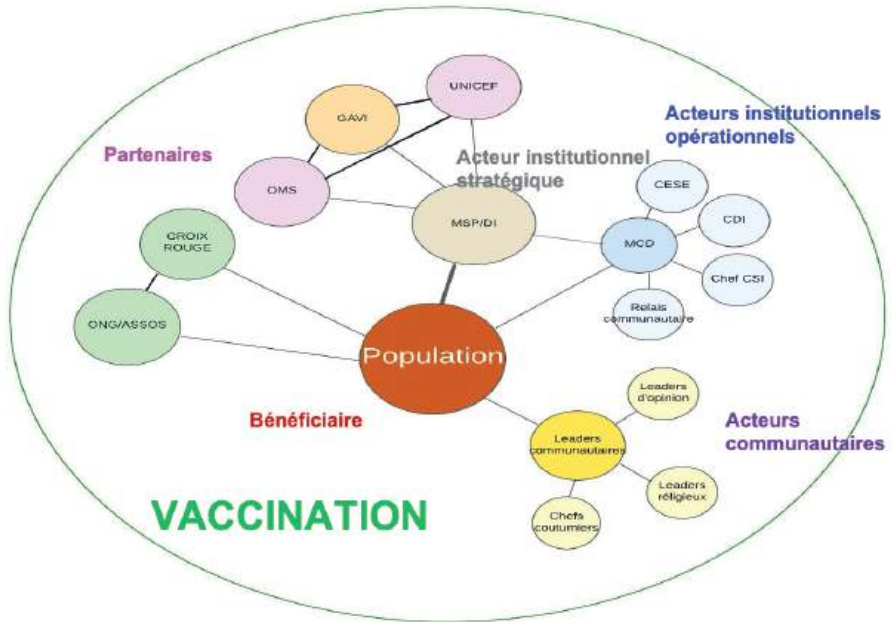 UNICEF
GAVI
Acteurs institutionnels
opérationnels
Partenaires
Acteur institutionnel
stratégique
OMS
CESE
MSP/DI
CDI
MCD
CROIX
ROUGE
Chef CSI
Relais
communautaire
ONG/ASSOS
Population
Leaders
d'opinion
Bénéficiaire
Leaders
communautaires
Acteurs
communautaires
Leaders
réligieux
VACCINATION
Chefs
coutumiers